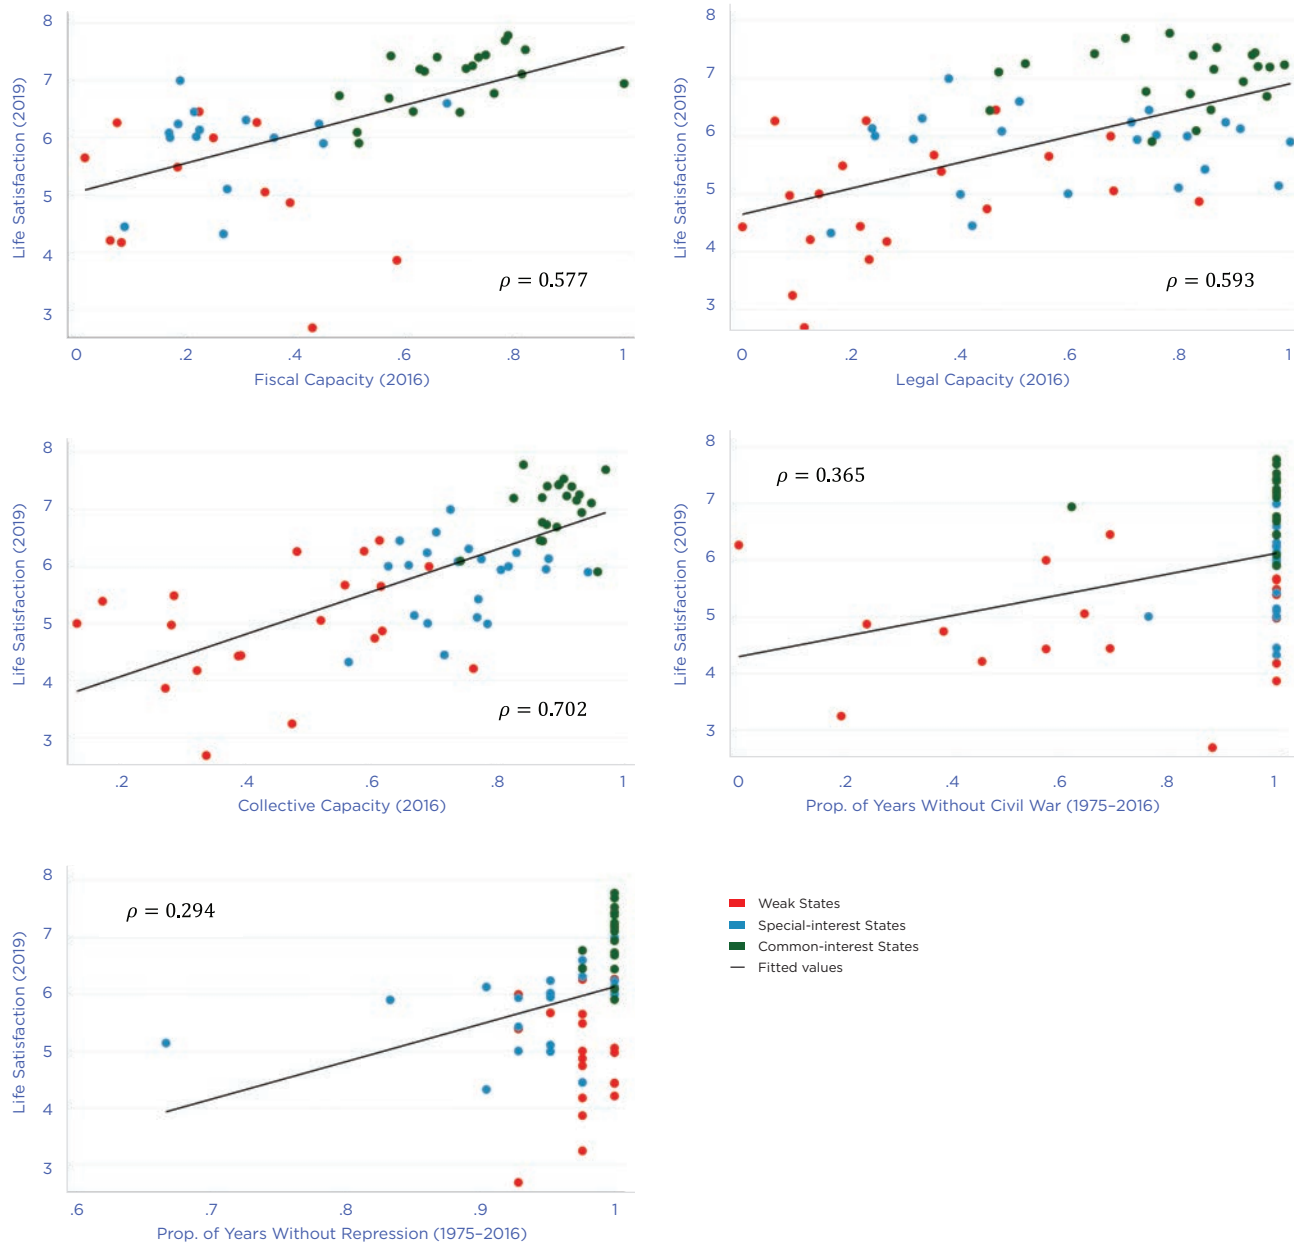 8
7
6
5
4
3
Life Satisfaction (2019)
ρ = 0.577
0 .2 .4 .6 .8 1
Fiscal Capacity (2016)
8
7
6
5
4
3
Life Satisfaction (2019)
ρ = 0.593
0 .2 .4 .6 .8 1
Legal Capacity (2016)
8
7
6
5
4
3
Life Satisfaction (2019)
ρ = 0.702
.2 .4 .6 .8 1
Collective Capacity (2016)
8
7
6
5
4
3
Life Satisfaction (2019)
ρ = 0.365
0 .2 .4 .6 .8 1
Prop. of Years Without Civil War (1975–2016)
8
7
6
5
4
3
Life Satisfaction (2019)
ρ = 0.294
.6 .7 .8 .9 1
Prop. of Years Without Repression (1975–2016)
Weak States
Special-interest States
Common-interest States
Fitted values